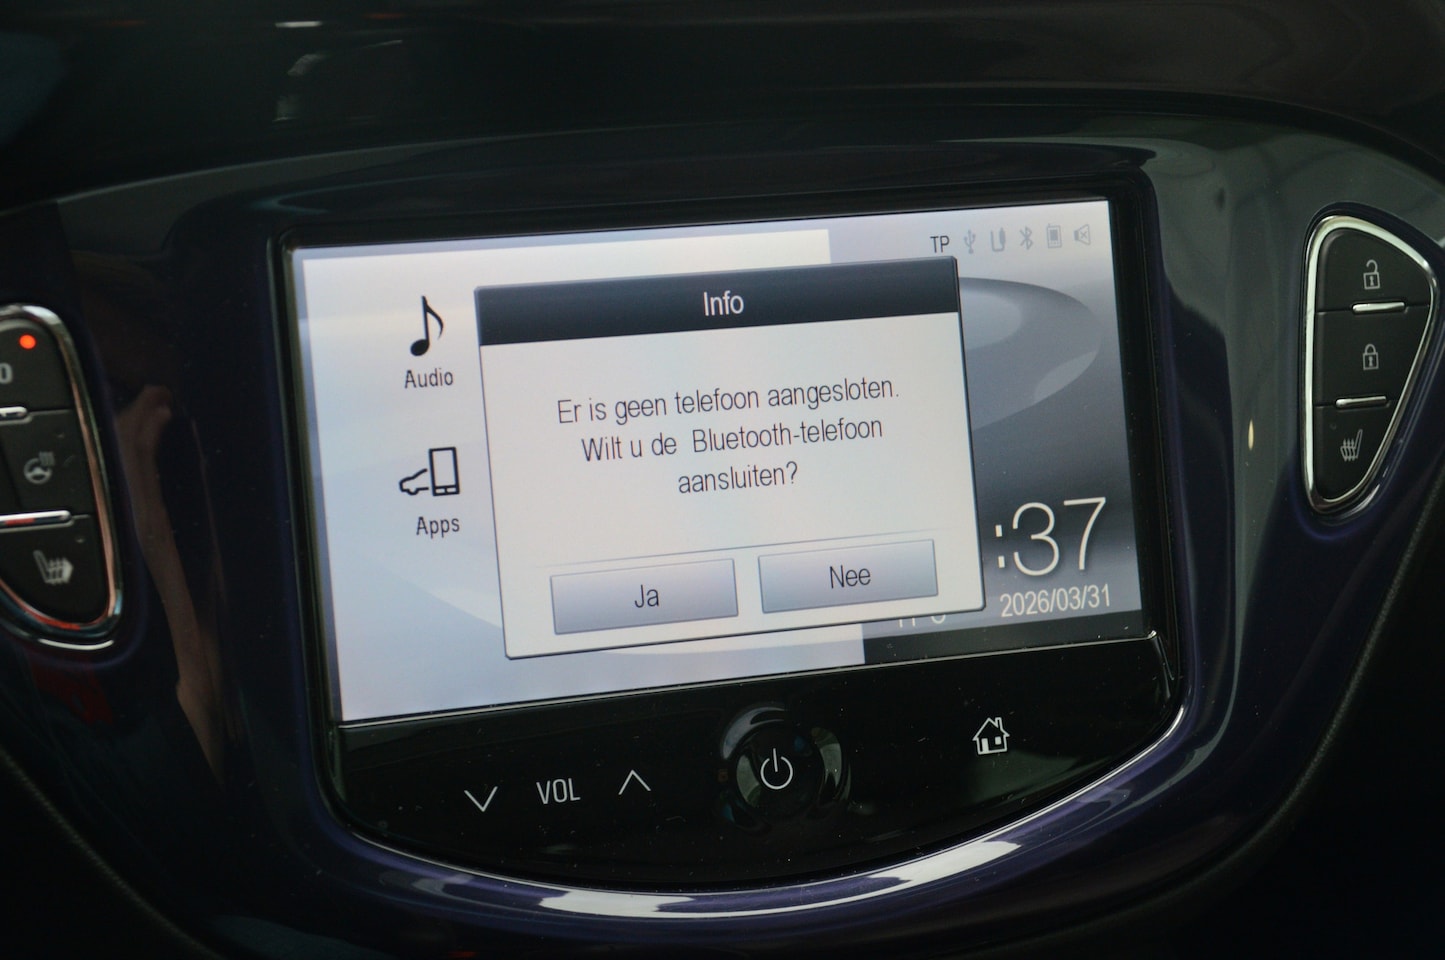 TP
Info
Audio
Er is geen telefoon aangesloten.
Wilt u de Bluetooth-telefoon
aansluiten?
Apps
:37
Ja
Nee
2026/03/31
VOL